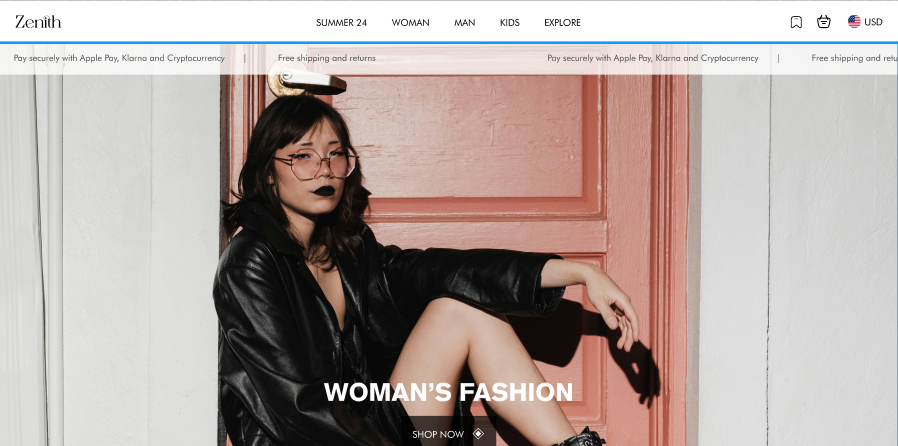 Zenith
SUMMER 24 WOMAN MAN KIDS EXPLORE
USD
Pay securely with Apple Pay, Klarna and Cryptocurrency | Free shipping and returns Pay securely with Apple Pay, Klarna and Cryptocurrency | Free shipping and retu
WOMAN'S FASHION
SHOP NOW